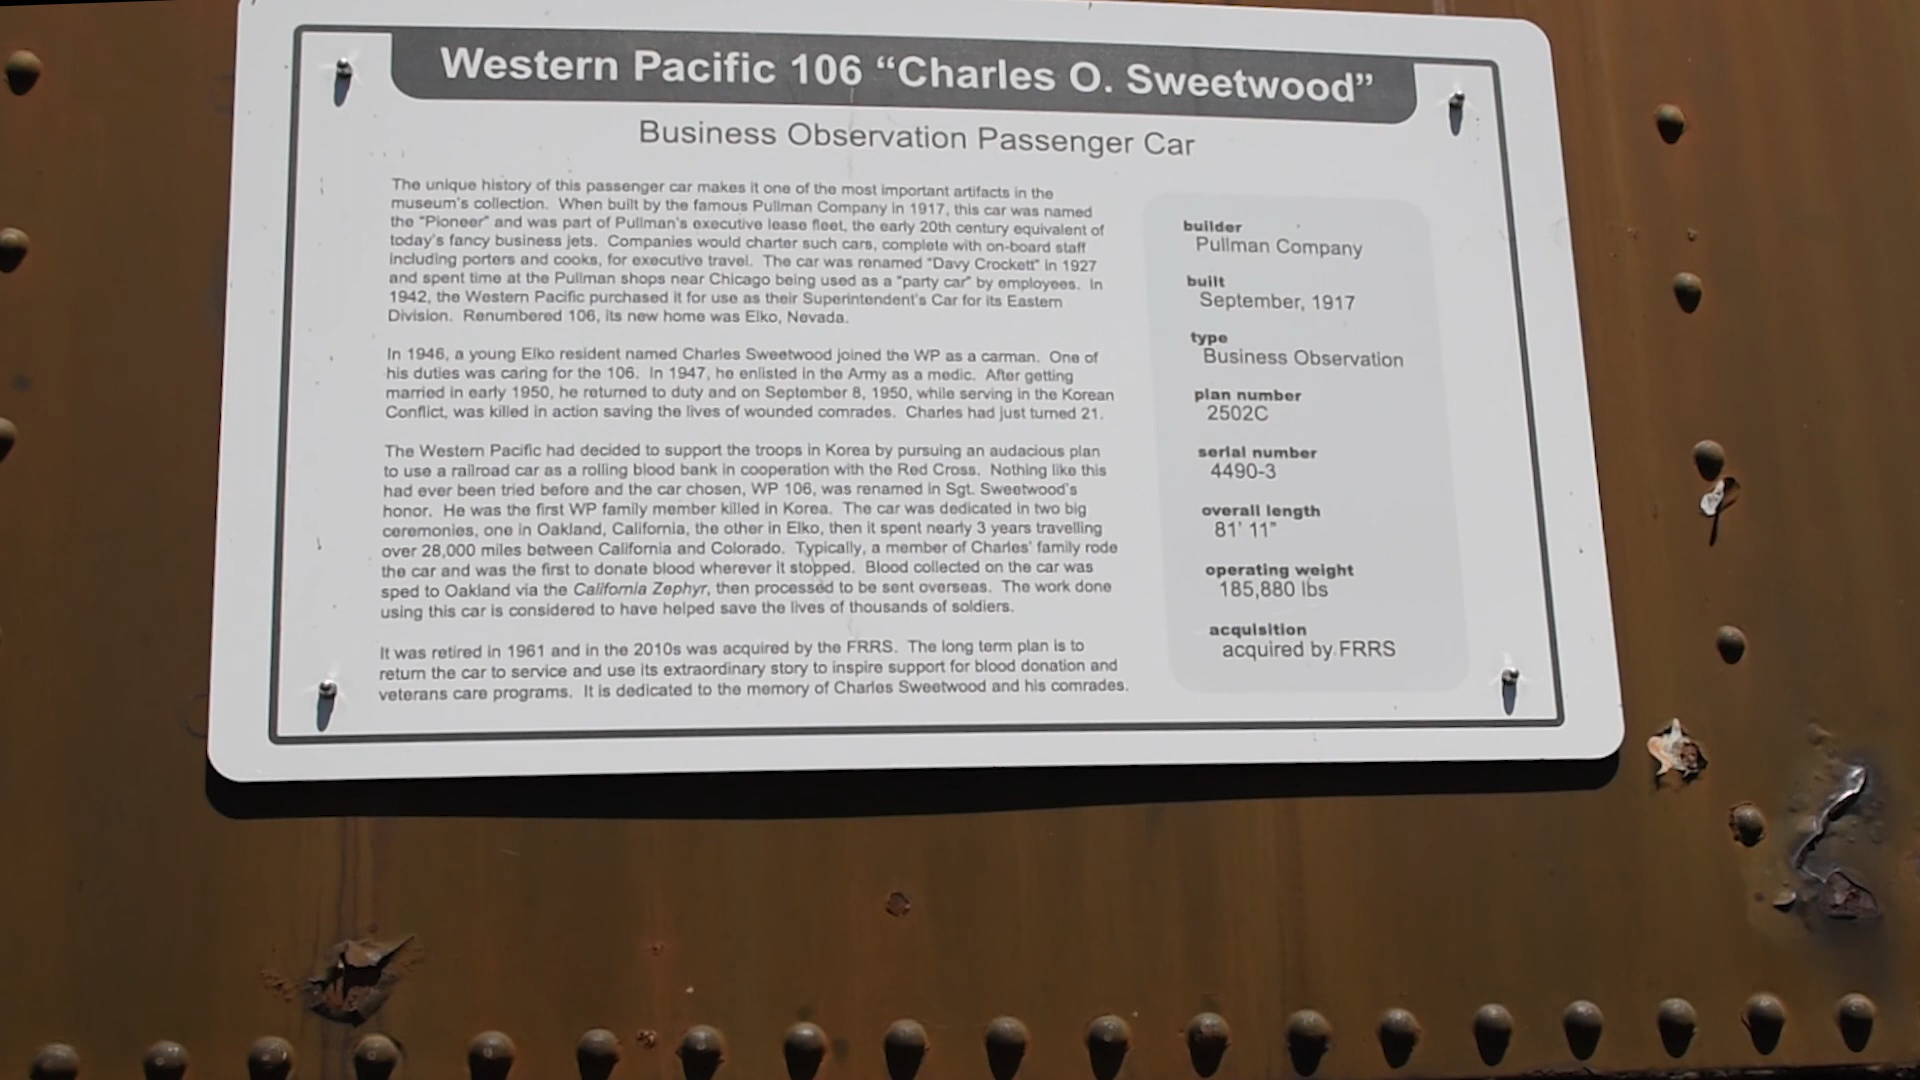 Western Pacific 106 “Charles O. Sweetwood”
Business Observation Passenger Car
The unique history of this passenger car makes it one of the most important artifacts in the
museum's collection. When built by the famous Pullman Company in 1917, this car was named
the "Pioneer" and was part of Pullman's executive lease fleet, the early 20th century equivalent of
today's fancy business jets. Companies would charter such cars, complete with on-board staff
including porters and cooks, for executive travel. The car was renamed "Davy Crockett" in 1927
and spent time at the Pullman shops near Chicago being used as a "party car" by employees. In
1942, the Western Pacific purchased it for use as their Superintendent's Car for its Eastern
Division. Renumbered 106, its new home was Elko, Nevada.
In 1946, a young Elko resident named Charles Sweetwood joined the WP as a carman. One of
his duties was caring for the 106. In 1947, he enlisted in the Army as a medic. After getting
married in early 1950, he returned to duty and on September 8, 1950, while serving in the Korean
Conflict, was killed in action saving the lives of wounded comrades. Charles had just turned 21.
The Western Pacific had decided to support the troops in Korea by pursuing an audacious plan
to use a railroad car as a rolling blood bank in cooperation with the Red Cross. Nothing like this
had ever been tried before and the car chosen, WP 106, was renamed in Sgt. Sweetwood's
honor. He was the first WP family member killed in Korea. The car was dedicated in two big
ceremonies, one in Oakland, California, the other in Elko, then it spent nearly 3 years travelling
over 28,000 miles between California and Colorado. Typically, a member of Charles' family rode
the car and was the first to donate blood wherever it stopped. Blood collected on the car was
sped to Oakland via the California Zephyr, then processed to be sent overseas. The work done
using this car is considered to have helped save the lives of thousands of soldiers.
It was retired in 1961 and in the 2010s was acquired by the FRRS. The long term plan is to
return the car to service and use its extraordinary story to inspire support for blood donation and
veterans care programs. It is dedicated to the memory of Charles Sweetwood and his comrades.
builder
Pullman Company
built
September, 1917
type
Business Observation
plan number
2502C
serial number
4490-3
overall length
81' 11"
operating weight
185,880 lbs
acquisition
acquired by FRRS